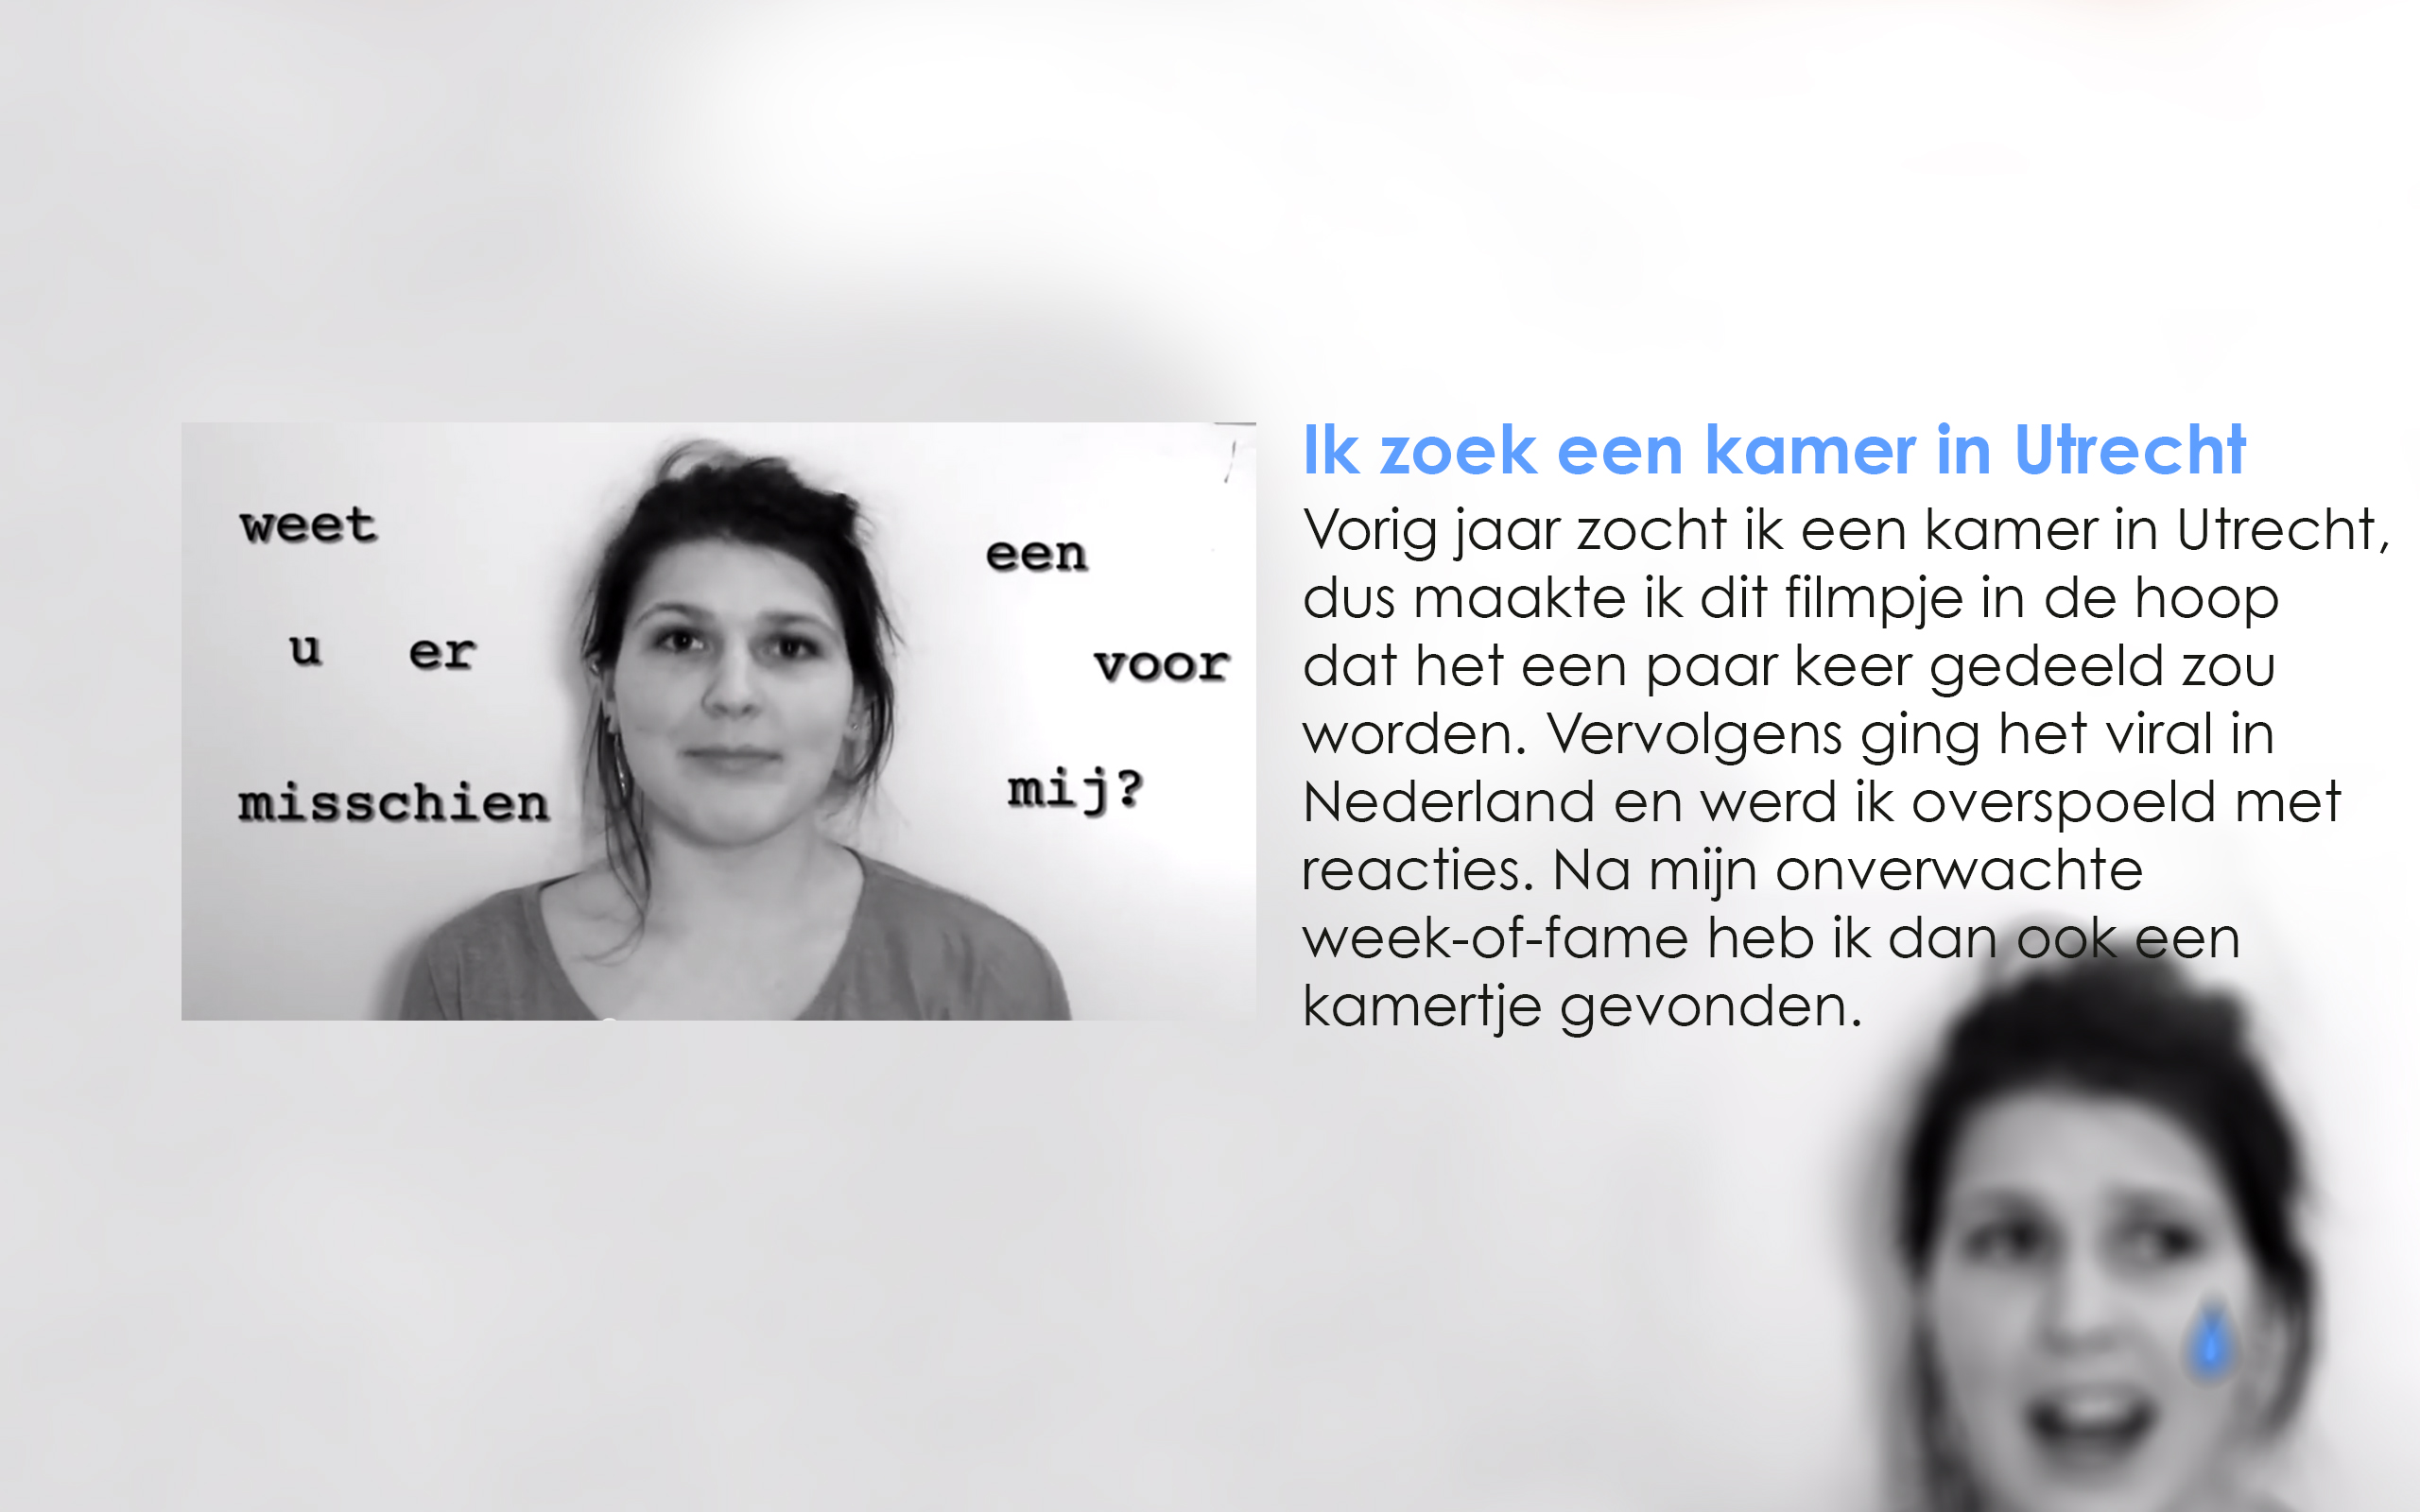 weet
u er
misschien
een
voor
mij?
Ik zoek een kamer in Utrecht
Vorig jaar zocht ik een kamer in Utrecht,
dus maakte ik dit filmpje in de hoop
dat het een paar keer gedeeld zou
worden. Vervolgens ging het viral in
Nederland en werd ik overspoeld met
reacties. Na mijn onverwachte
week-of-fame heb ik dan ook een
kamertje gevonden.